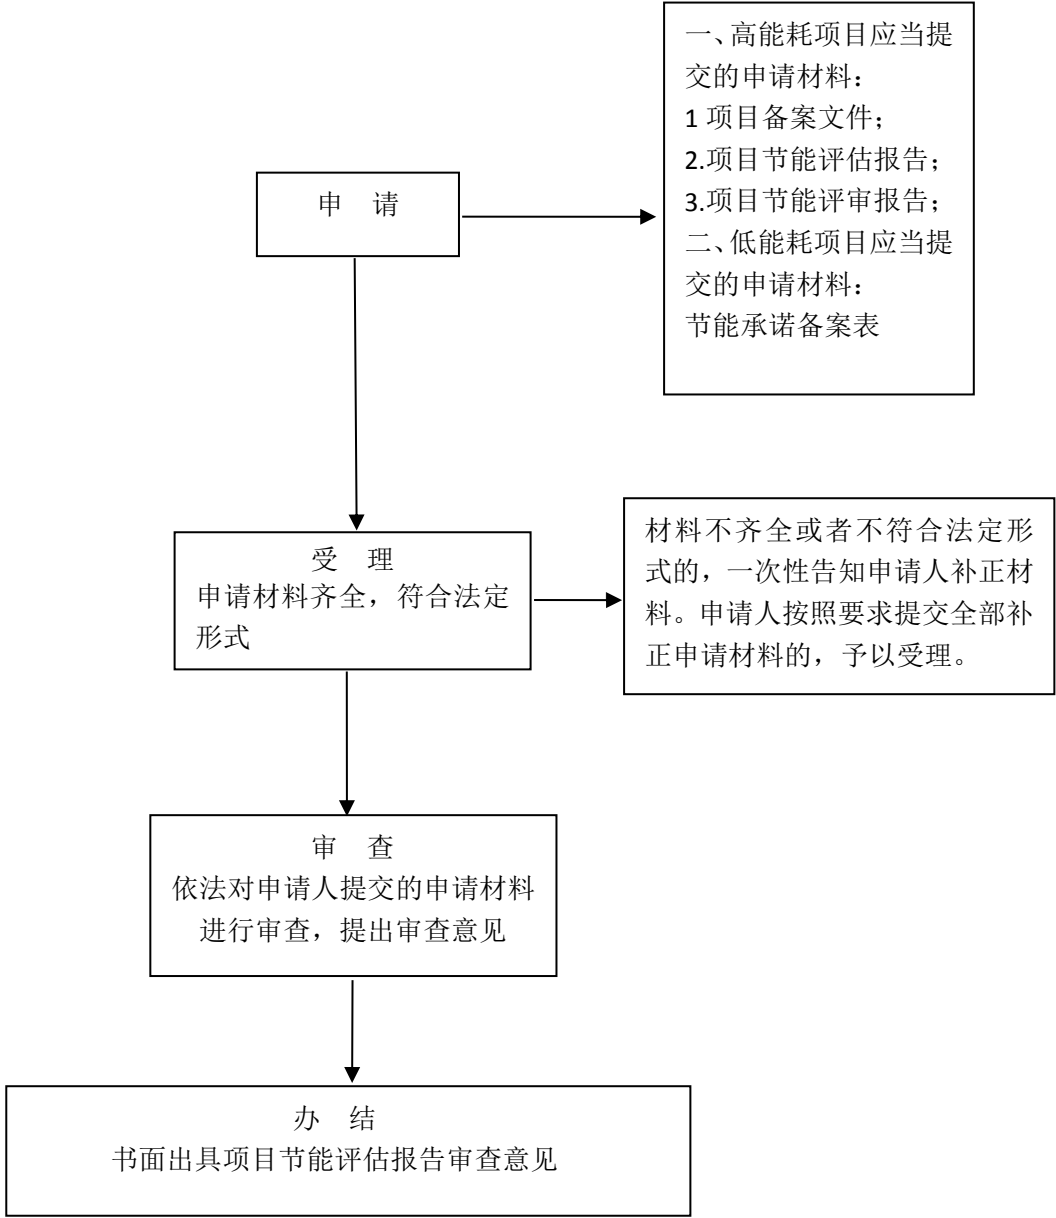 一、高能耗项目应当提
交的申请材料：
1 项目备案文件；
2.项目节能评估报告；
3.项目节能评审报告；
二、低能耗项目应当提
交的申请材料：
节能承诺备案表
申 请
受 理
申请材料齐全，符合法定
形式
材料不齐全或者不符合法定形
式的，一次性告知申请人补正材
料。申请人按照要求提交全部补
正申请材料的，予以受理。
审 查
依法对申请人提交的申请材料
进行审查，提出审查意见
办 结
书面出具项目节能评估报告审查意见